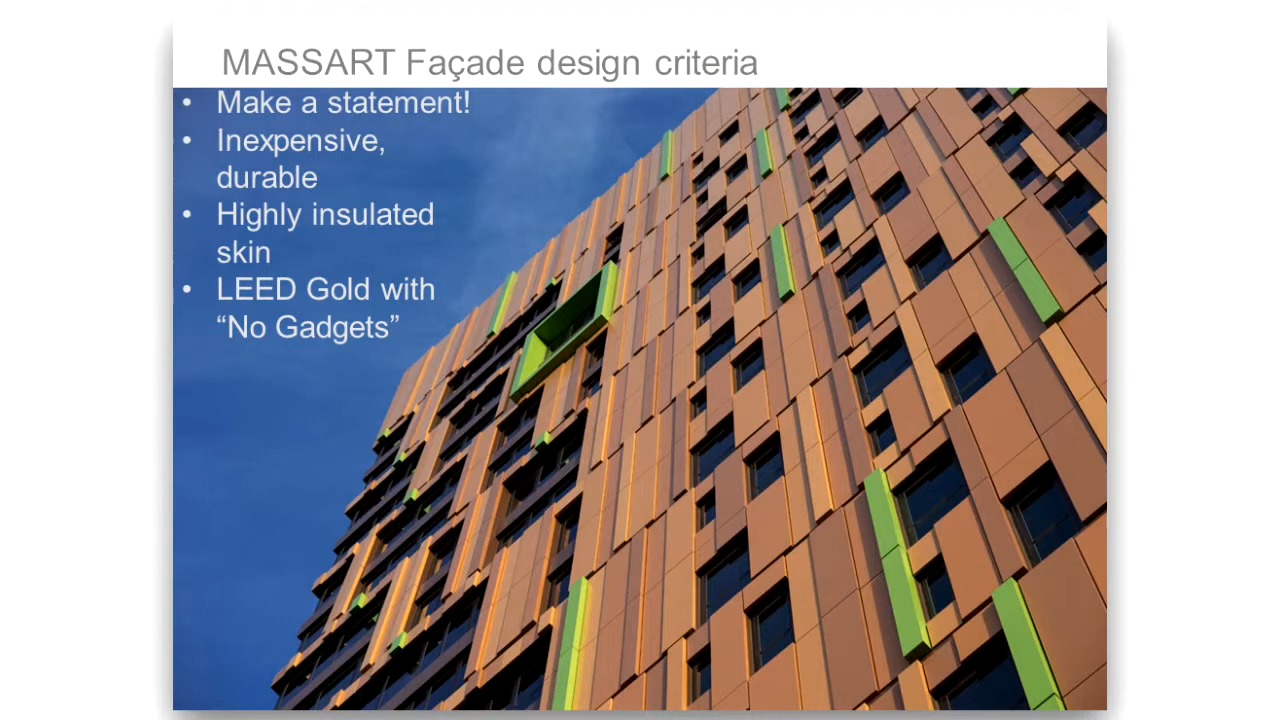 MASSART Façade design criteria
• Make a statement!
• Inexpensive,
durable
• Highly insulated
skin
• LEED Gold with
“No Gadgets”